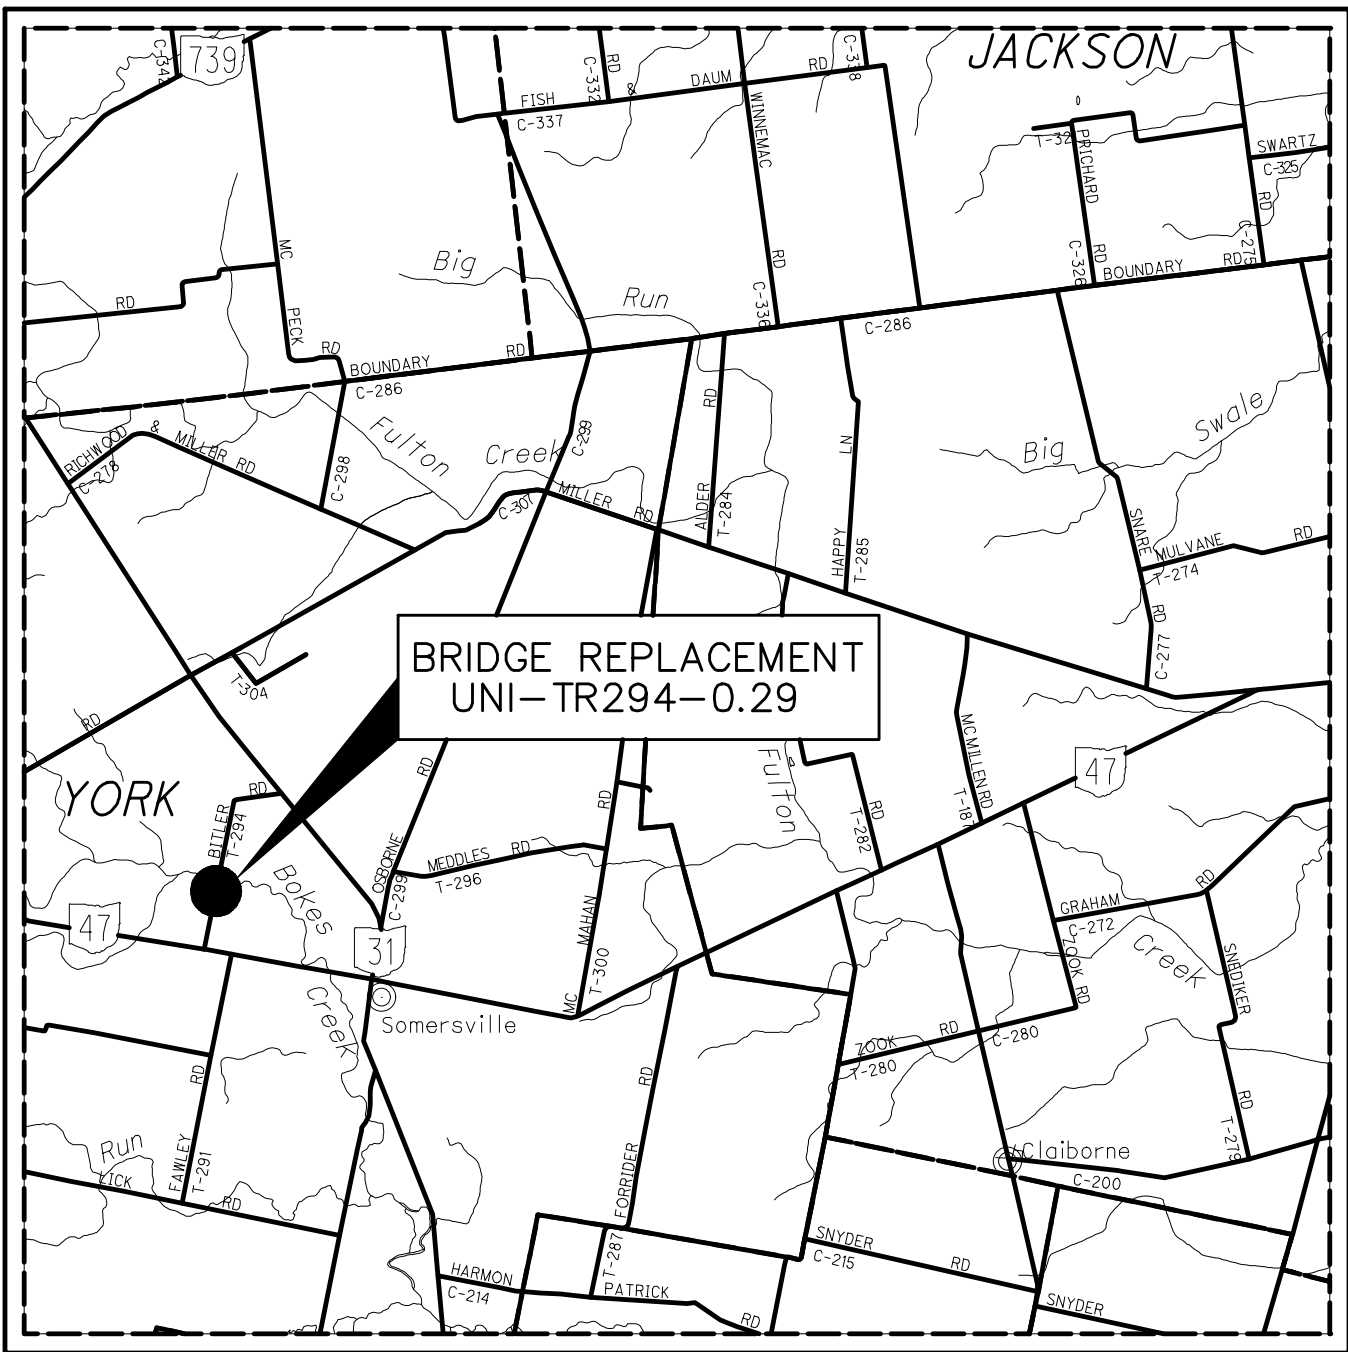 JACKSON
C-342
739
C-332
RD
&
DAUM
RD
C-338
FISH
C-337
WINNEMAC
RD
C-336
T-32
PRICHARD
RD
C-326
SWARTZ
C-325
RD
C-275
MC
PECK
RD
RD
Big
Run
BOUNDARY
RD
C-286
BOUNDARY
RD
C-286
RICHWOOD
&
MILLER
RD
C-278
C-298
Fulton
Creek
C-299
C-307
MILLER
RD
ALDER
RD
T-284
HAPPY
LN
T-285
Big
Swale
SNARE
RD
C-277
MULVANE
RD
T-274
T-304
BRIDGE REPLACEMENT
UNI-TR294-0.29
RD
YORK
BITLER
RD
T-294
OSBORNE
RD
C-299
MEDDLES
RD
T-296
MC
MAHAN
RD
T-300
Fulton
RD
T-282
MCMILLEN RD
T-187
47
47
31
Bokes
Creek
Somersville
GRAHAM
RD
C-272
Creek
ZOOK RD
SNEDIKER
RD
T-279
ZOOK
RD
T-280
C-280
RD
FAWLEY
T-291
Run
LICK
RD
FORRIDER
RD
Claiborne
C-200
T-287
HARMON
C-214
PATRICK
RD
SNYDER
RD
C-215
SNYDER